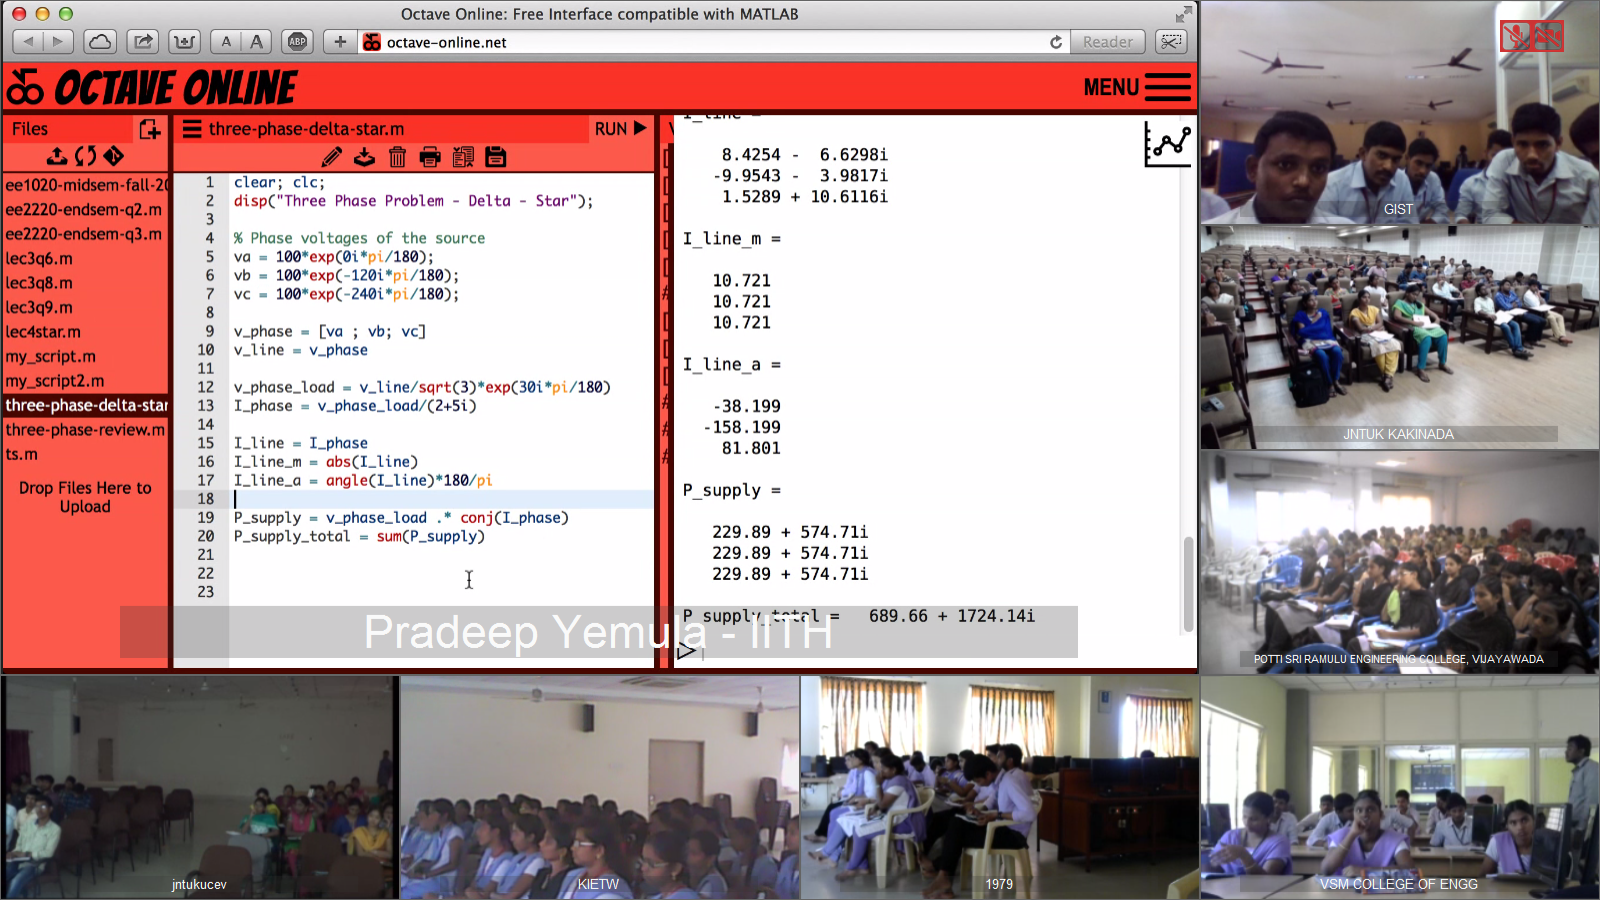 Octave Online: Free Interface compatible with MATLAB
A A
ABP
octave-online.net
Reader
OCTAVE ONLINE
MENU
Files
three-phase-delta-star.m
RUN
ee1020-midsem-fall-20
ee2220-endsem-q2.m
ee2220-endsem-q3.m
lec3q6.m
lec3q8.m
lec3q9.m
lec4star.m
my_script.m
my_script2.m
three-phase-delta-star
three-phase-review.m
ts.m
Drop Files Here to
Upload
1 clear; clc;
2 disp("Three Phase Problem - Delta - Star");
3
4 % Phase voltages of the source
5 va = 100*exp(0i*pi/180);
6 vb = 100*exp(-120i*pi/180);
7 vc = 100*exp(-240i*pi/180);
8
9 v_phase = [va ; vb; vc]
10 v_line = v_phase
11
12 v_phase_load = v_line/sqrt(3)*exp(30i*pi/180)
13 I_phase = v_phase_load/(2+5i)
14
15 I_line = I_phase
16 I_line_m = abs(I_line)
17 I_line_a = angle(I_line)*180/pi
18
19 P_supply = v_phase_load .* conj(I_phase)
20 P_supply_total = sum(P_supply)
21
22
23
I_line =
8.4254 - 6.6298i
-9.9543 - 3.9817i
1.5289 + 10.6116i
I_line_m =
10.721
10.721
10.721
I_line_a =
-38.199
-158.199
81.801
P_supply =
229.89 + 574.71i
229.89 + 574.71i
229.89 + 574.71i
P_supply_total = 689.66 + 1724.14i
Pradeep Yemula - IITH
GIST
JNTUK KAKINADA
POTTI SRI RAMULU ENGINEERING COLLEGE, VIJAYAWADA
jntukucev
KIETW
1979
VSM COLLEGE OF ENGG